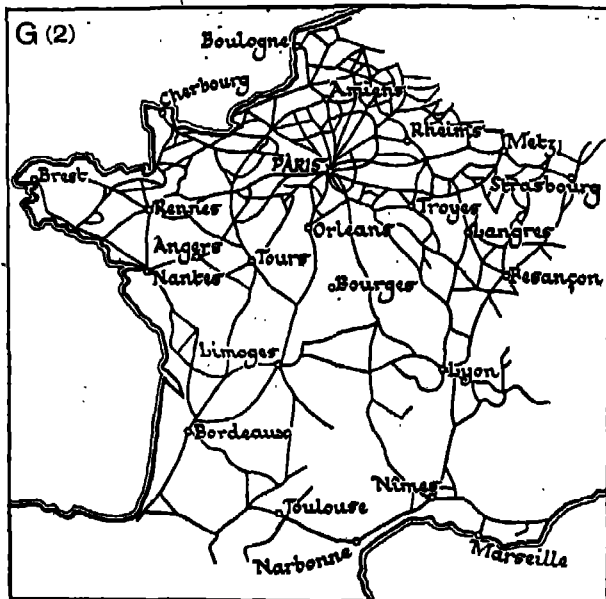 G (2)
Boulogne
Cherbourg
Amiens
Rheims
Metz
PARIS
Brest
Strasbourg
Rennes
Troyes
Langres
Orleans
Angers
Tours
Nantes
Besançon
Bourges
Limoges
Lyon
Bordeaux
Nîmes
Toulouse
Narbonne
Marseille